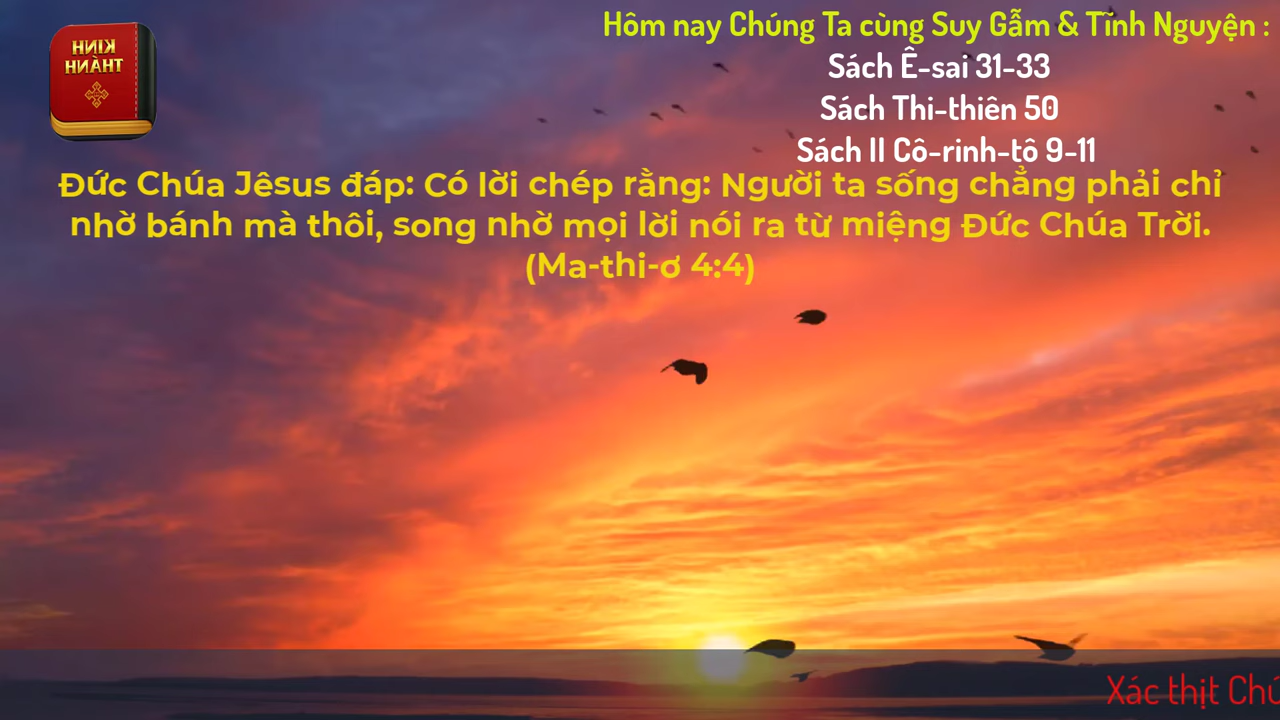 KINH
THÁNH
Hôm nay Chúng Ta cùng Suy Gẫm & Tĩnh Nguyện :
Sách Ê-sai 31-33
Sách Thi-thiên 50
Sách II Cô-rinh-tô 9-11
Đức Chúa Jêsus đáp: Có lời chép rằng: Người ta sống chẳng phải chỉ
nhờ bánh mà thôi, song nhờ mọi lời nói ra từ miệng Đức Chúa Trời.
(Ma-thi-ơ 4:4)
Xác thịt Chú